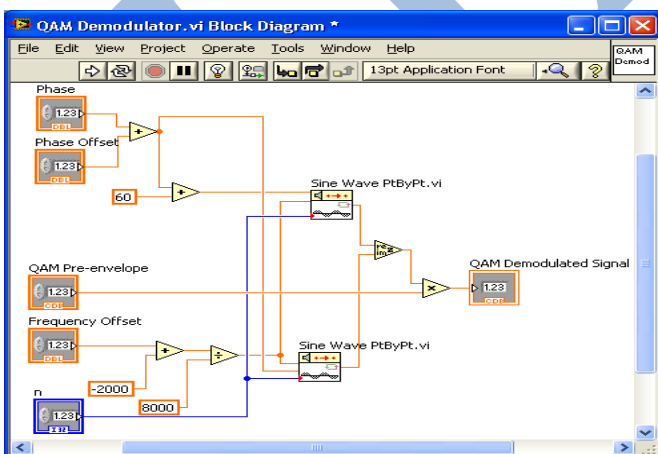 QAM Demodulator.vi Block Diagram *
File Edit View Project Operate Tools Window Help
QAM
Demod
13pt Application Font
Phase
1.23
DBL
Phase Offset
1.23
DBL
60
Sine Wave PtByPt.vi
re
im
QAM Pre-envelope
1.23
CDB
QAM Demodulated Signal
1.23
CDB
Frequency Offset
1.23
DBL
Sine Wave PtByPt.vi
-2000
8000
n
1.23
I32